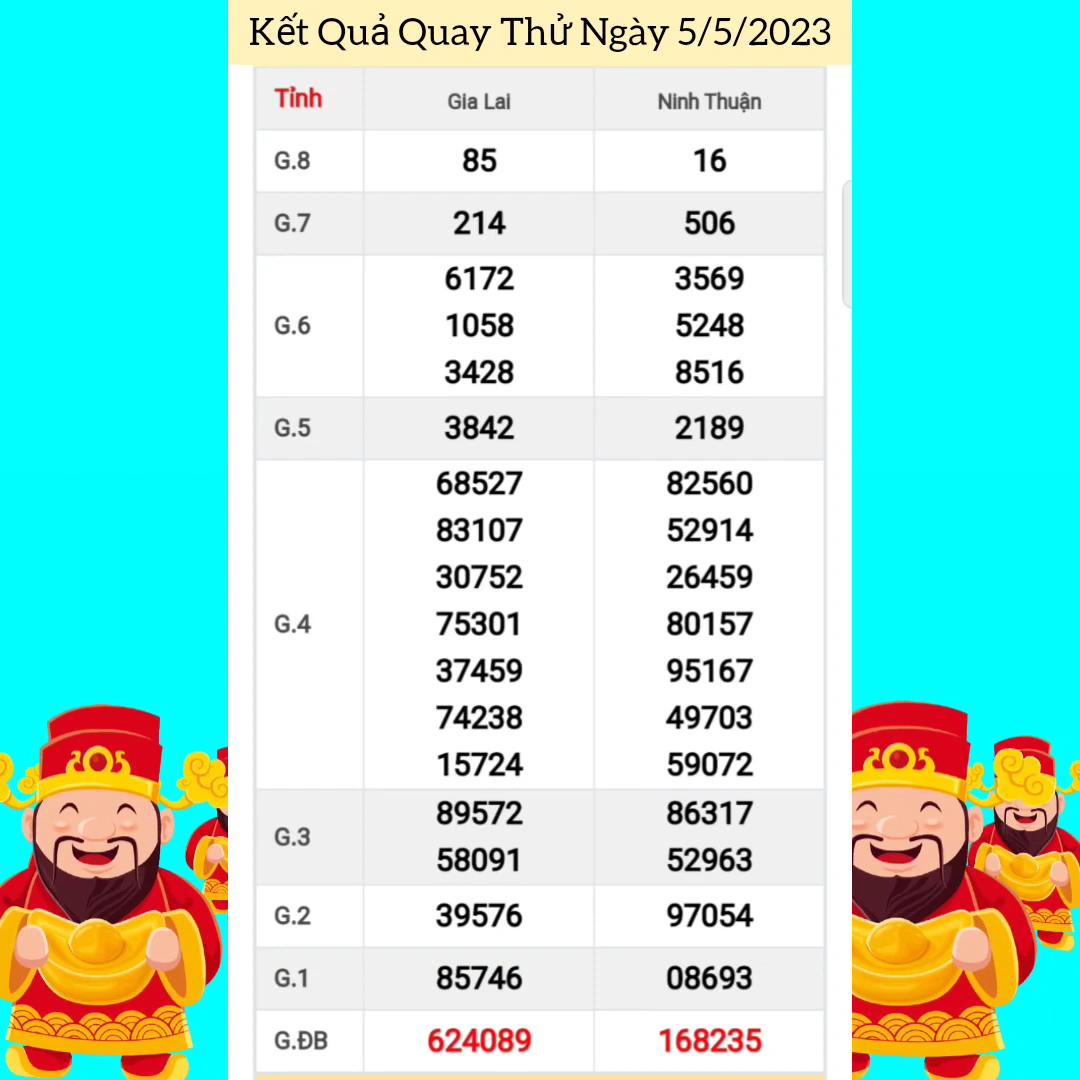 Kết Quả Quay Thử Ngày 5/5/2023
Tỉnh Gia Lai Ninh Thuận
G.8 85 16
G.7 214 506
6172 3569
G.6 1058 5248
3428 8516
G.5 3842 2189
68527 82560
83107 52914
30752 26459
G.4 75301 80157
37459 95167
74238 49703
15724 59072
G.3 89572 86317
58091 52963
G.2 39576 97054
G.1 85746 08693
G.ĐB 624089 168235